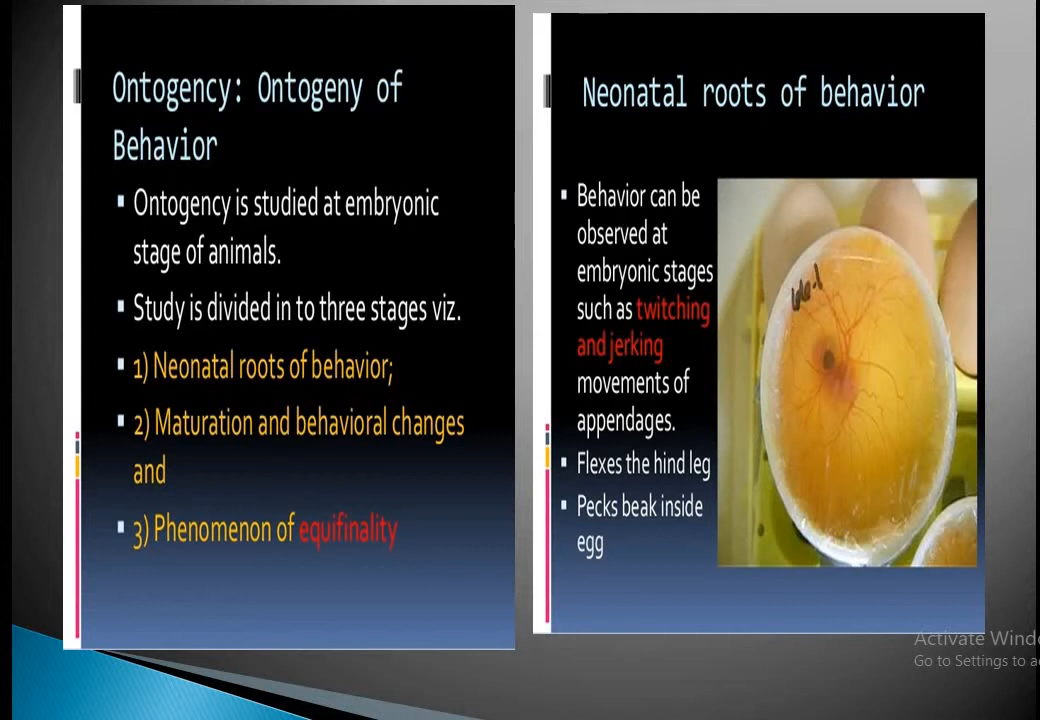 Ontogency: Ontogeny of
Behavior
▪ Ontogency is studied at embryonic
stage of animals.
▪ Study is divided in to three stages viz.
▪ 1) Neonatal roots of behavior;
▪ 2) Maturation and behavioral changes
and
▪ 3) Phenomenon of equifinality
Neonatal roots of behavior
▪ Behavior can be
observed at
embryonic stages
such as twitching
and jerking
movements of
appendages.
▪ Flexes the hind leg
▪ Pecks beak inside
egg
Activate Windo
Go to Settings to a